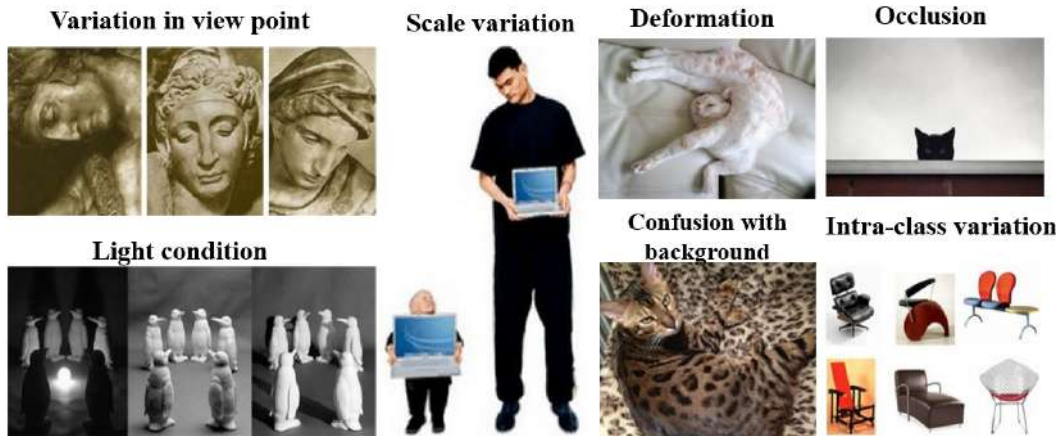 Variation in view point
Scale variation
Deformation
Occlusion
Light condition
Confusion with
background
Intra-class variation